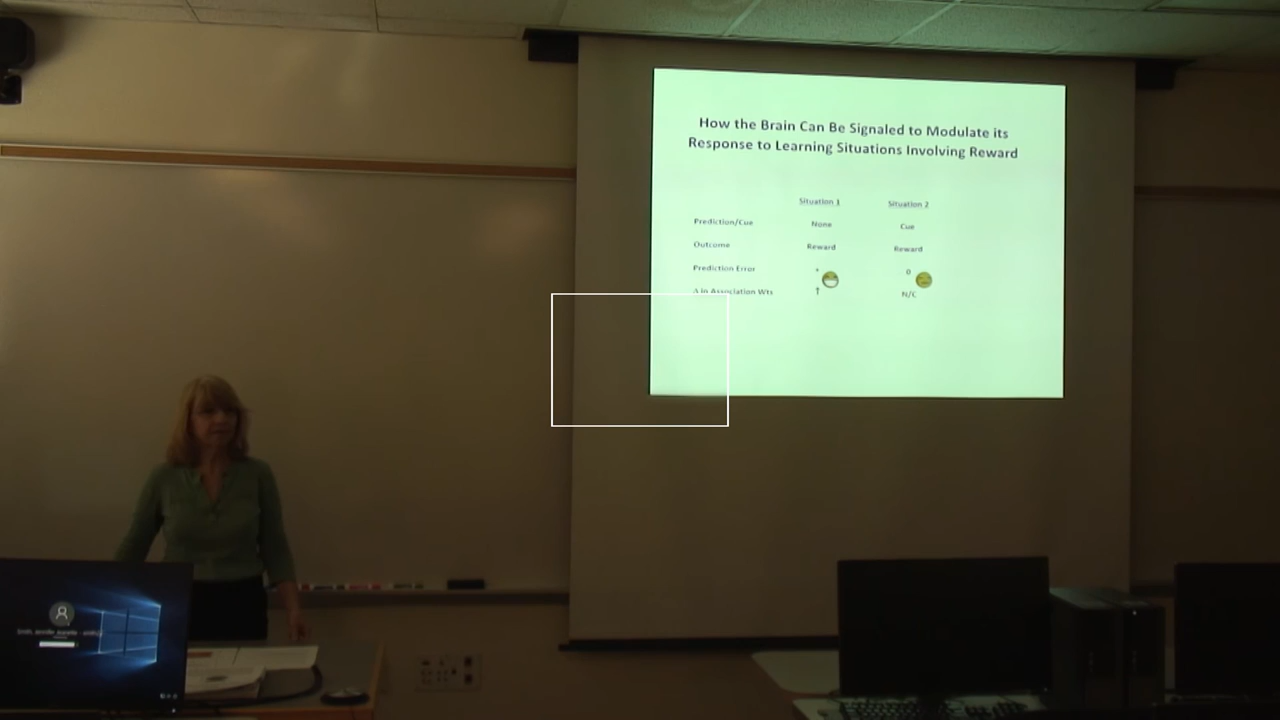 How the Brain Can Be Signaled to Modulate its
Response to Learning Situations Involving Reward
Situation 1 Situation 2
Prediction/Cue None Cue
Outcome Reward Reward
Prediction Error + 0
Δ in Association Wts ↑ N/C